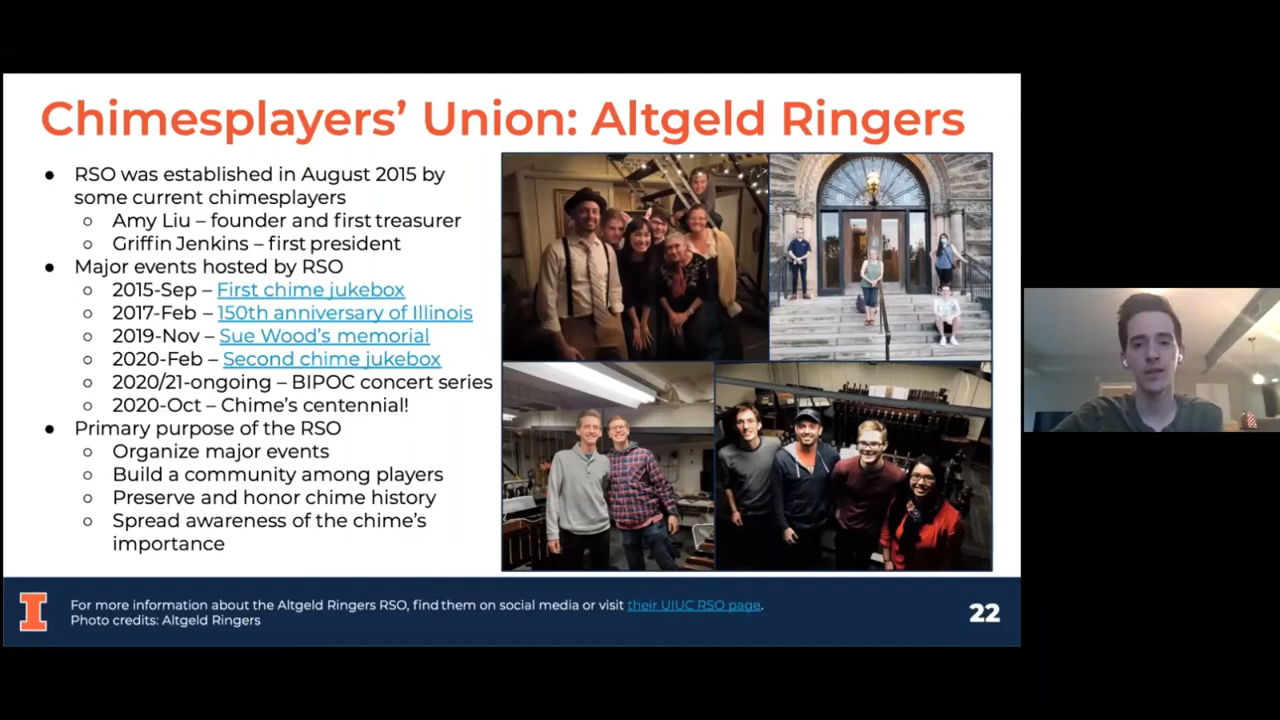 Chimesplayers’ Union: Altgeld Ringers
● RSO was established in August 2015 by
some current chimesplayers
○ Amy Liu – founder and first treasurer
○ Griffin Jenkins – first president
● Major events hosted by RSO
○ 2015-Sep – First chime jukebox
○ 2017-Feb – 150th anniversary of Illinois
○ 2019-Nov – Sue Wood’s memorial
○ 2020-Feb – Second chime jukebox
○ 2020/21-ongoing – BIPOC concert series
○ 2020-Oct – Chime’s centennial!
● Primary purpose of the RSO
○ Organize major events
○ Build a community among players
○ Preserve and honor chime history
○ Spread awareness of the chime’s
importance
For more information about the Altgeld Ringers RSO, find them on social media or visit their UIUC RSO page.
Photo credits: Altgeld Ringers
22